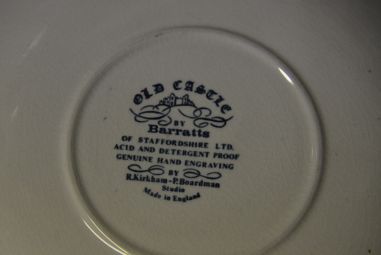 OLD CASTLE
BY
Barratts
OF STAFFORDSHIRE LTD.
ACID AND DETERGENT PROOF
GENUINE HAND ENGRAVING
BY
R.Kirkham-P.Boardman
Studio
Made in England